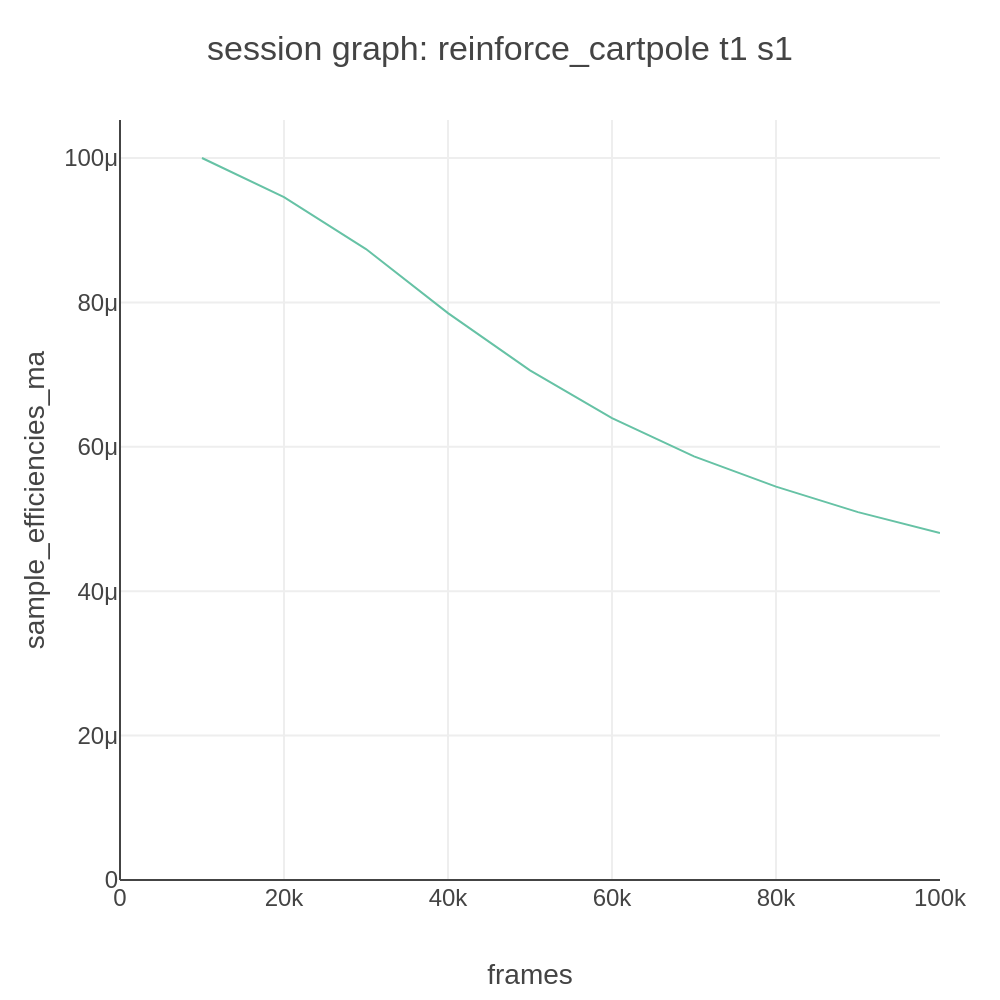 session graph: reinforce_cartpole t1 s1
100μ
80μ
60μ
40μ
20μ
0
sample_efficiencies_ma
0
20k
40k
60k
80k
100k
frames